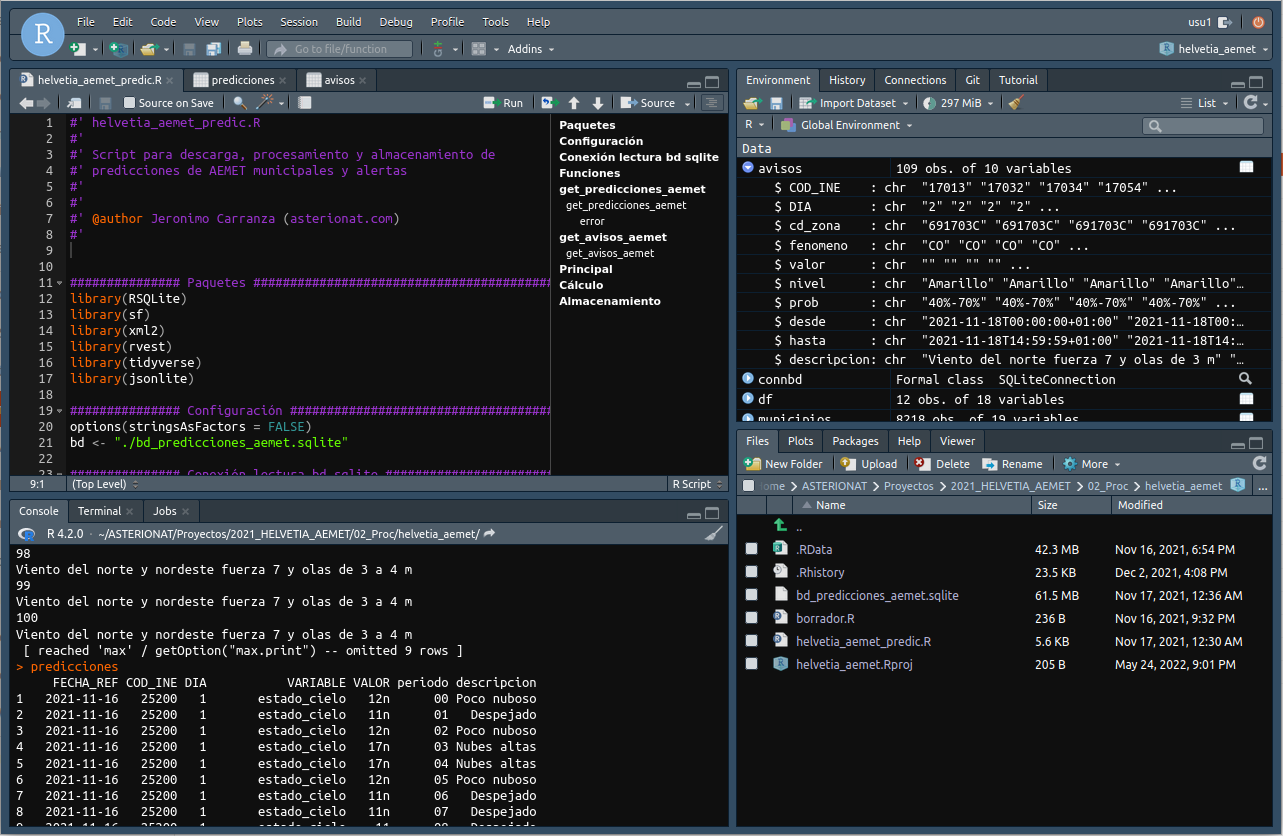 File Edit Code View Plots Session Build Debug Profile Tools Help
usu1
R
Go to file/function
Addins
helvetia_aemet
helvetia_aemet_predic.R
predicciones
avisos
Source on Save
Run
Source
1 #' helvetia_aemet_predic.R
2 #'
3 #' Script para descarga, procesamiento y almacenamiento de
4 #' predicciones de AEMET municipales y alertas
5 #'
6 #'
7 #' @author Jeronimo Carranza (asterionat.com)
8 #'
9
10
11 ############### Paquetes #########################################
12 library(RSQLite)
13 library(sf)
14 library(xml2)
15 library(rvest)
16 library(tidyverse)
17 library(jsonlite)
18
19 ############### Configuración ####################################
20 options(stringsAsFactors = FALSE)
21 bd <- "./bd_predicciones_aemet.sqlite"
22
23 ############### Conexión lectura bd sqlite #######################
Paquetes
Configuración
Conexión lectura bd sqlite
Funciones
get_predicciones_aemet
get_predicciones_aemet
error
get_avisos_aemet
get_avisos_aemet
Principal
Cálculo
Almacenamiento
9:1 (Top Level) R Script
Console Terminal Jobs
R 4.2.0 · ~/ASTERIONAT/Proyectos/2021_HELVETIA_AEMET/02_Proc/helvetia_aemet/
98
Viento del norte y nordeste fuerza 7 y olas de 3 a 4 m
99
Viento del norte y nordeste fuerza 7 y olas de 3 a 4 m
100
Viento del norte y nordeste fuerza 7 y olas de 3 a 4 m
[ reached 'max' / getOption("max.print") -- omitted 9 rows ]
> predicciones
FECHA_REF COD_INE DIA VARIABLE VALOR periodo descripcion
1 2021-11-16 25200 1 estado_cielo 12n 00 Poco nuboso
2 2021-11-16 25200 1 estado_cielo 11n 01 Despejado
3 2021-11-16 25200 1 estado_cielo 12n 02 Poco nuboso
4 2021-11-16 25200 1 estado_cielo 17n 03 Nubes altas
5 2021-11-16 25200 1 estado_cielo 17n 04 Nubes altas
6 2021-11-16 25200 1 estado_cielo 12n 05 Poco nuboso
7 2021-11-16 25200 1 estado_cielo 11n 06 Despejado
8 2021-11-16 25200 1 estado_cielo 11n 07 Despejado
9 2021-11-16 25200 1 estado_cielo 11 08 Despejado
Environment History Connections Git Tutorial
Import Dataset 297 MiB List
R Global Environment
Data
avisos 109 obs. of 10 variables
$ COD_INE : chr "17013" "17032" "17034" "17054" ...
$ DIA : chr "2" "2" "2" "2" ...
$ cd_zona : chr "691703C" "691703C" "691703C" "691703C" ...
$ fenomeno : chr "CO" "CO" "CO" "CO" ...
$ valor : chr "" "" "" "" ...
$ nivel : chr "Amarillo" "Amarillo" "Amarillo" "Amarillo"…
$ prob : chr "40%-70%" "40%-70%" "40%-70%" "40%-70%" ...
$ desde : chr "2021-11-18T00:00:00+01:00" "2021-11-18T00:…
$ hasta : chr "2021-11-18T14:59:59+01:00" "2021-11-18T14:…
$ descripcion: chr "Viento del norte fuerza 7 y olas de 3 m" "…
connbd Formal class SQLiteConnection
df 12 obs. of 18 variables
municipios 8218 obs. of 19 variables
Files Plots Packages Help Viewer
New Folder Upload Delete Rename More
ome > ASTERIONAT > Proyectos > 2021_HELVETIA_AEMET > 02_Proc > helvetia_aemet ...
Name Size Modified
..
.RData 42.3 MB Nov 16, 2021, 6:54 PM
.Rhistory 23.5 KB Dec 2, 2021, 4:08 PM
bd_predicciones_aemet.sqlite 61.5 MB Nov 17, 2021, 12:36 AM
borrador.R 236 B Nov 16, 2021, 9:32 PM
helvetia_aemet_predic.R 5.6 KB Nov 17, 2021, 12:30 AM
helvetia_aemet.Rproj 205 B May 24, 2022, 9:01 PM